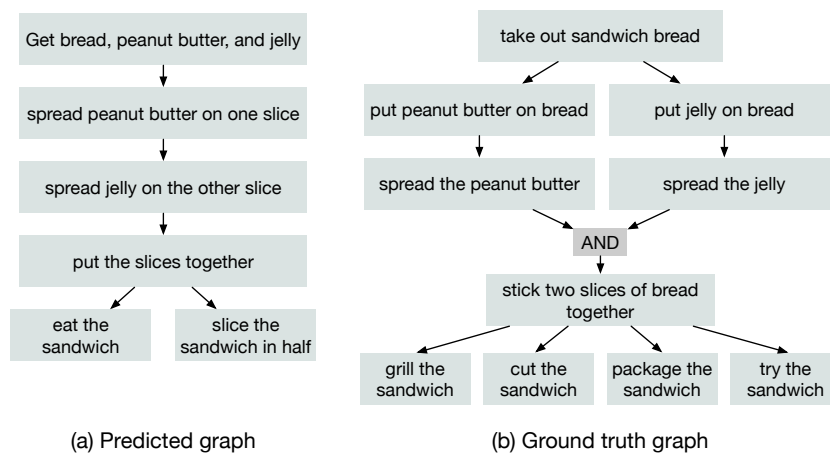 Get bread, peanut butter, and jelly
spread peanut butter on one slice
spread jelly on the other slice
put the slices together
eat the
sandwich
slice the
sandwich in half
(a) Predicted graph
take out sandwich bread
put peanut butter on bread
put jelly on bread
spread the peanut butter
spread the jelly
AND
stick two slices of bread
together
grill the
sandwich
cut the
sandwich
package the
sandwich
try the
sandwich
(b) Ground truth graph